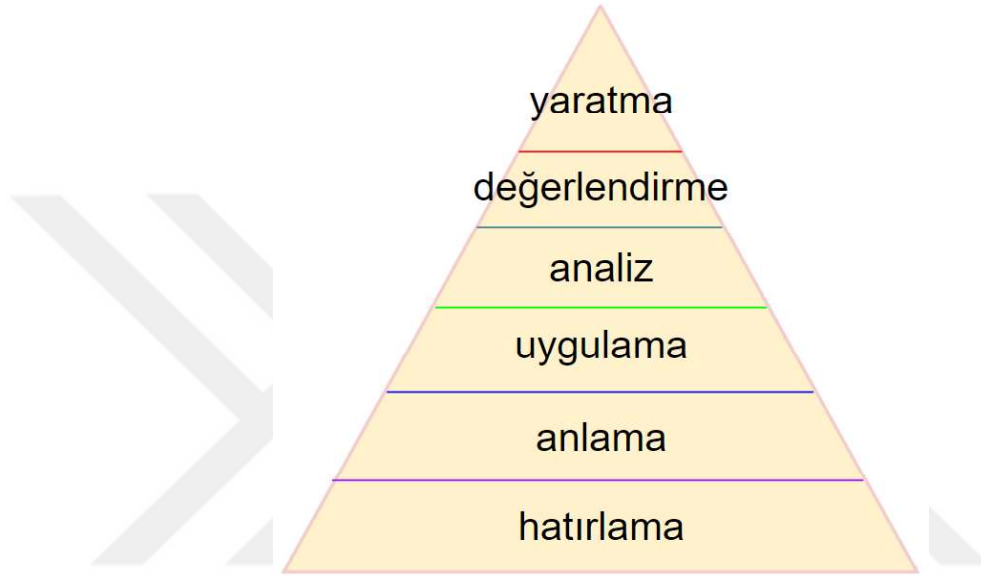 yaratma
değerlendirme
analiz
uygulama
anlama
hatırlama